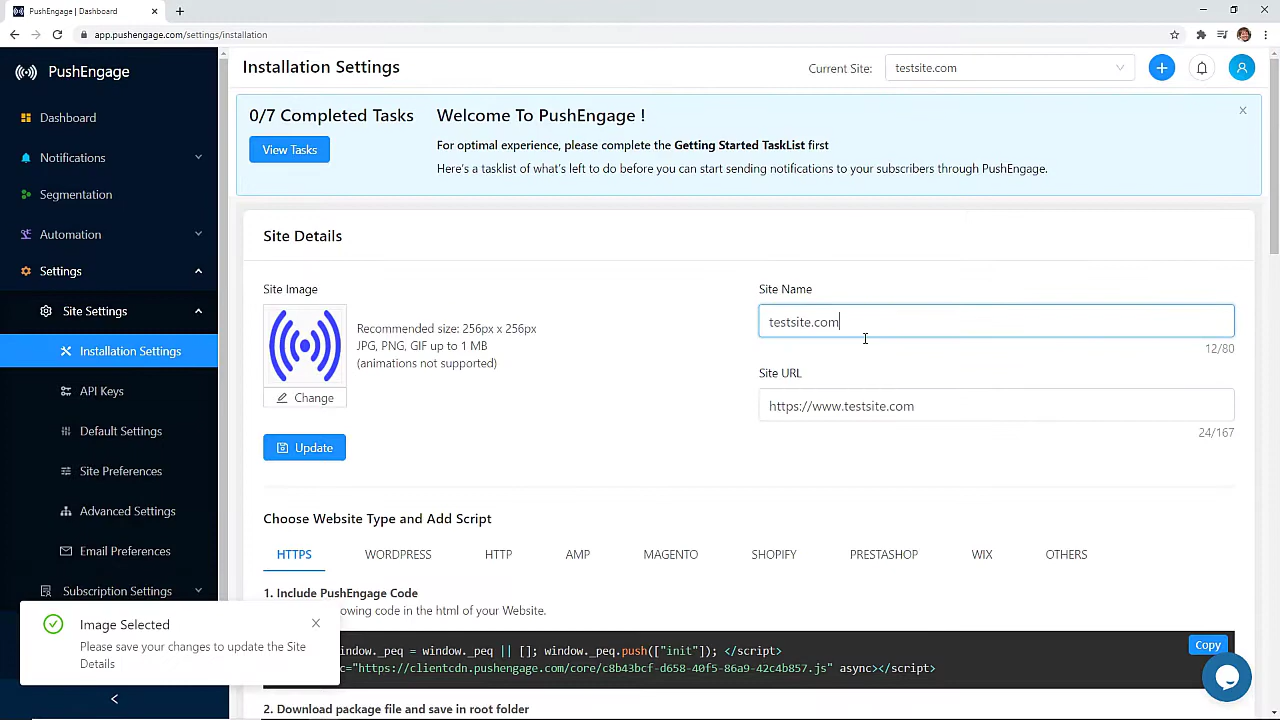 PushEngage | Dashboard
app.pushengage.com/settings/installation
PushEngage
Installation Settings
Current Site:
testsite.com
Dashboard
Notifications
Segmentation
Automation
Settings
Site Settings
Installation Settings
API Keys
Default Settings
Site Preferences
Advanced Settings
Email Preferences
Subscription Settings
0/7 Completed Tasks
View Tasks
Welcome To PushEngage !
For optimal experience, please complete the Getting Started TaskList first
Here's a tasklist of what's left to do before you can start sending notifications to your subscribers through PushEngage.
Site Details
Site Image
Recommended size: 256px x 256px
JPG, PNG, GIF up to 1 MB
(animations not supported)
Change
Update
Site Name
testsite.com
12/80
Site URL
https://www.testsite.com
24/167
Choose Website Type and Add Script
HTTPS
WORDPRESS
HTTP
AMP
MAGENTO
SHOPIFY
PRESTASHOP
WIX
OTHERS
1. Include PushEngage Code
owing code in the html of your Website.
window._peq = window._peq || []; window._peq.push(["init"]); </script>
c="https://clientcdn.pushengage.com/core/c8b43bcf-d658-40f5-86a9-42c4b857.js" async></script>
Copy
2. Download package file and save in root folder
Image Selected
Please save your changes to update the Site
Details